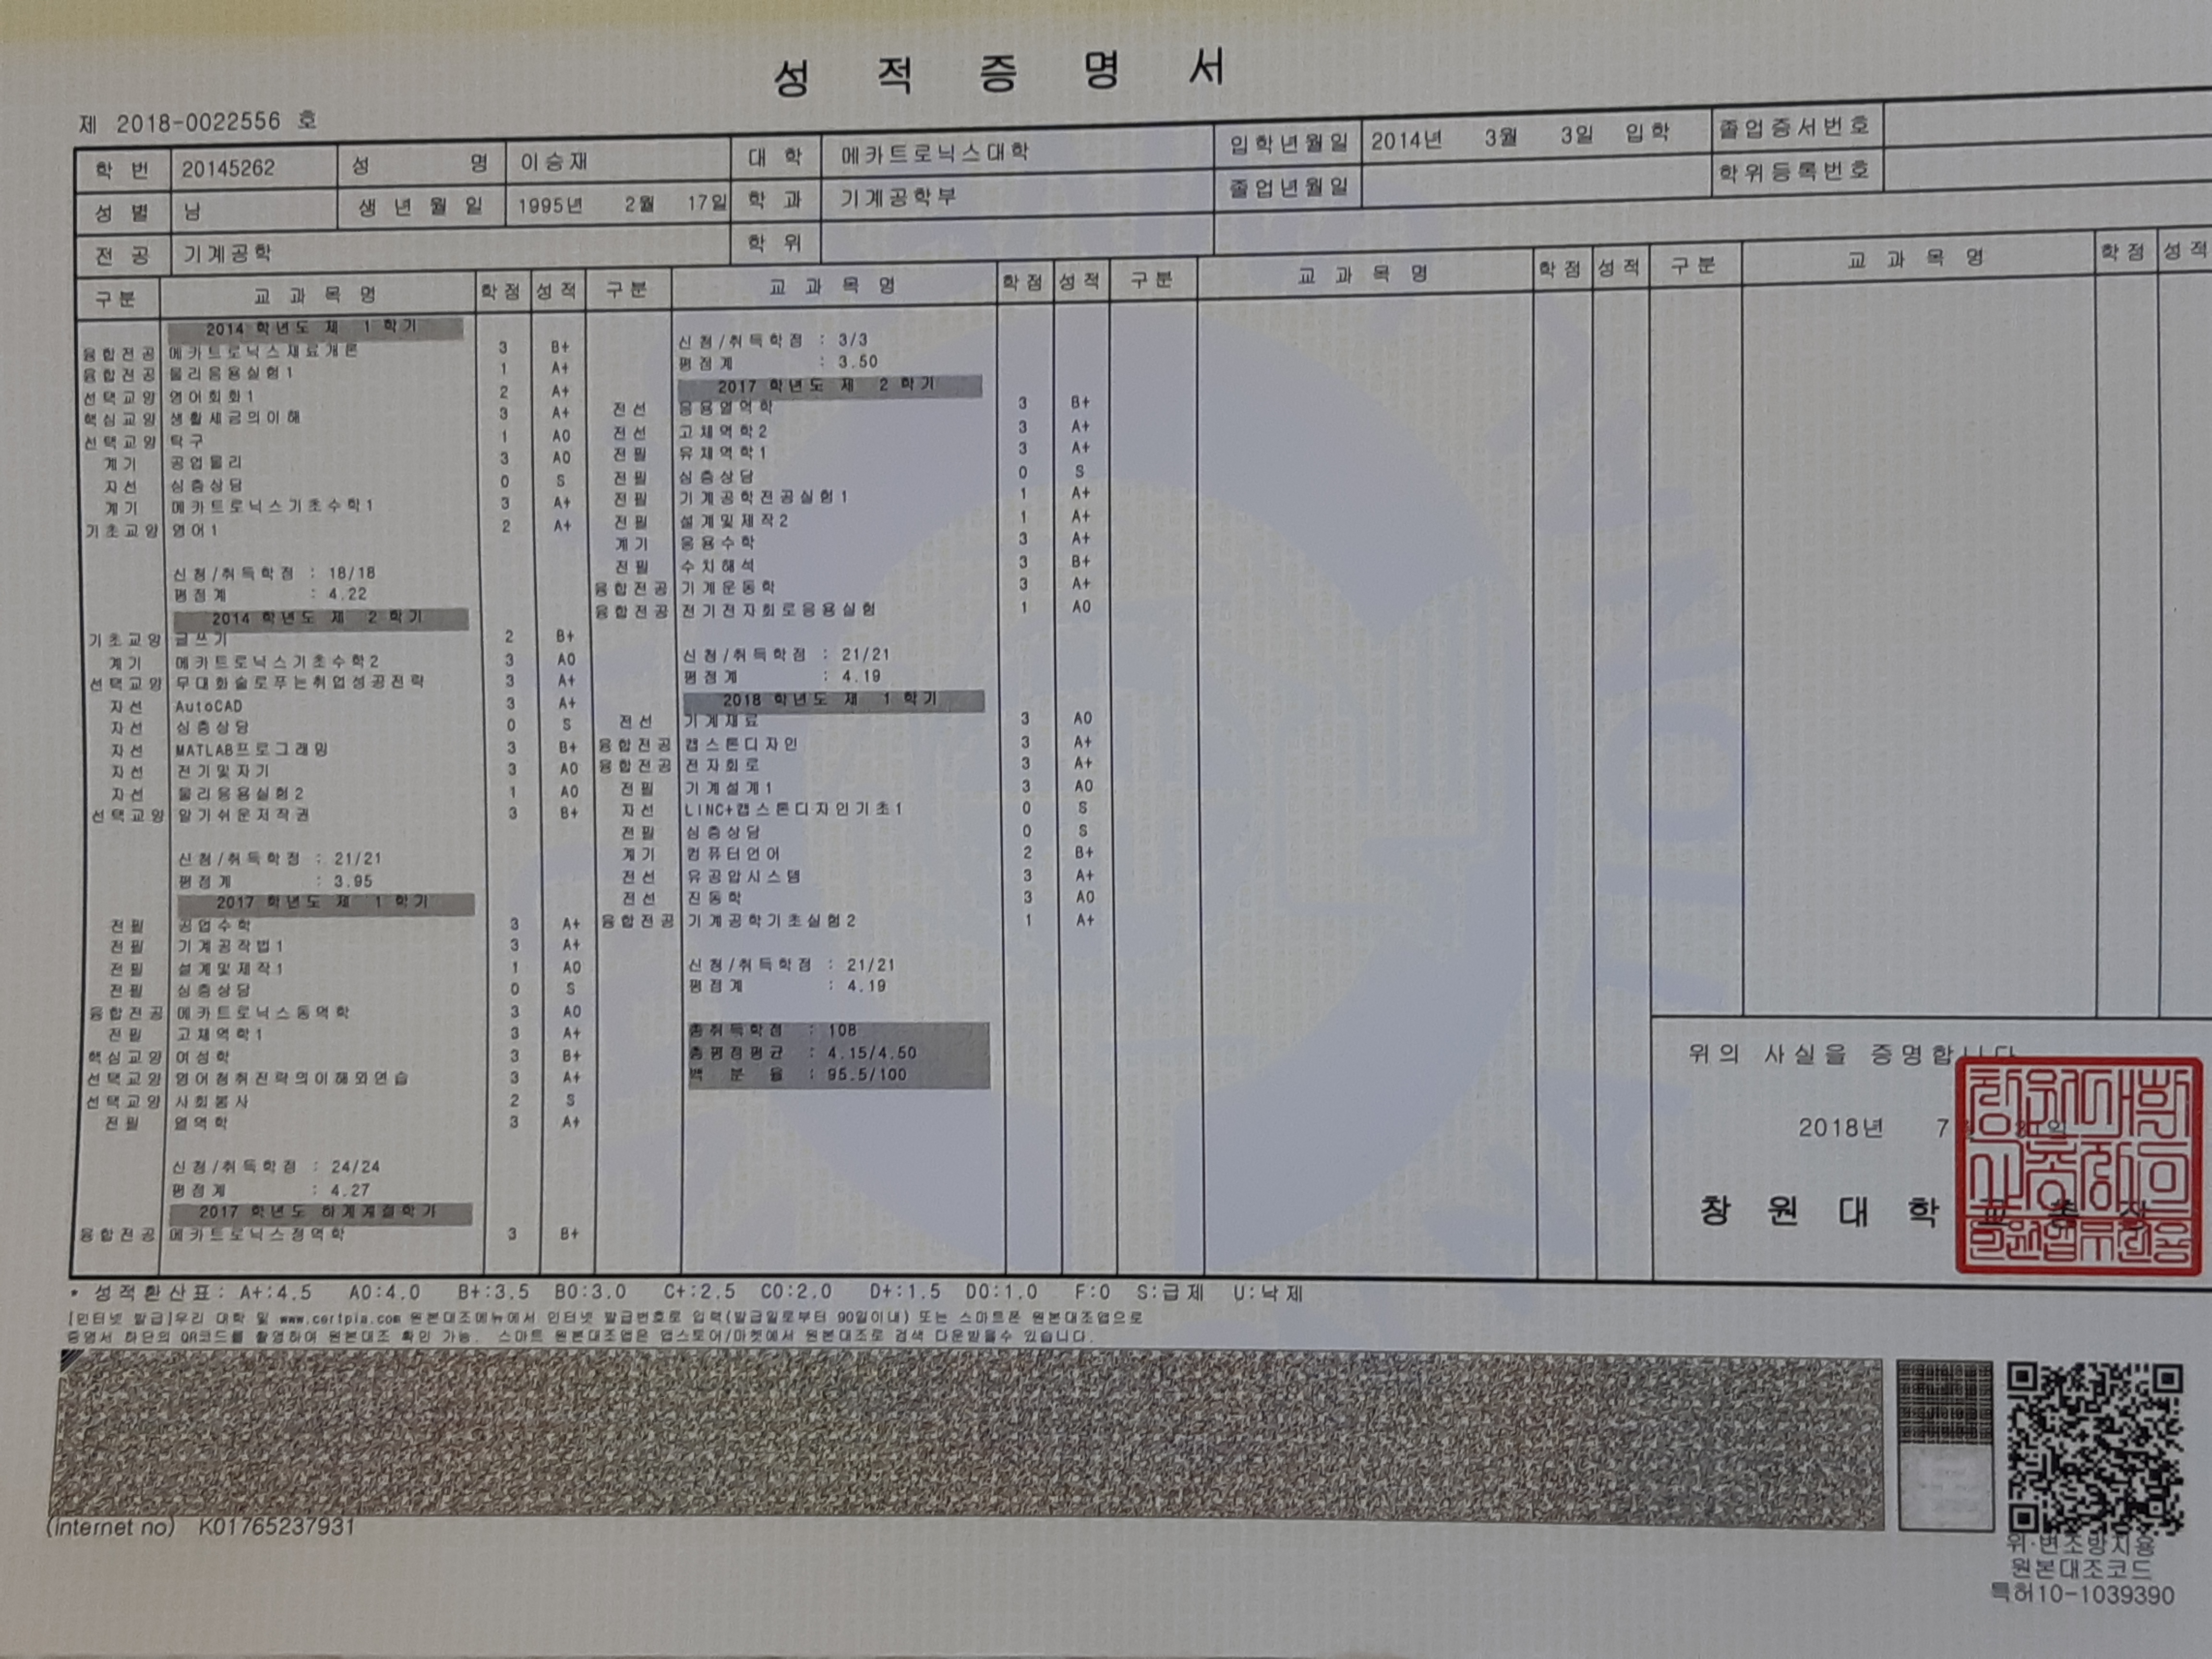 성 적 증 명 서
제 2018-0022556 호
학 번 20145262 성 명 이승재 대 학 메카트로닉스대학 입학년월일 2014년 3월 3일 입학 졸업증서번호
성 별 남 생 년 월 일 1995년 2월 17일 학 과 기계공학부 졸업년월일 학위등록번호
전 공 기계공학 학 위
구분 교 과 목 명 학점 성적 구분 교 과 목 명 학점 성적 구분 교 과 목 명 학점 성적 구분 교 과 목 명 학점 성적
2014 학년도 제 1 학기
융합전공 메카트로닉스재료개론 3 B+
융합전공 물리응용실험1 1 A+
선택교양 영어회화1 2 A+
핵심교양 생활세금의이해 3 A+
선택교양 탁구 1 A0
계기 공업물리 3 A0
자선 심층상담 0 S
계기 메카트로닉스기초수학1 3 A+
기초교양 영어1 2 A+
신청/취득학점 : 18/18
평점계 : 4.22
2014 학년도 제 2 학기
기초교양 글쓰기 2 B+
계기 메카트로닉스기초수학2 3 A0
선택교양 무대화술로푸는취업성공전략 3 A+
자선 AutoCAD 3 A+
자선 심층상담 0 S
자선 MATLAB프로그래밍 3 B+
자선 전기및자기 3 A0
자선 물리응용실험2 1 A0
선택교양 알기쉬운저작권 3 B+
신청/취득학점 : 21/21
평점계 : 3.95
2017 학년도 제 1 학기
전필 공업수학 3 A+
전필 기계공작법1 3 A+
전필 설계및제작1 1 A0
전필 심층상담 0 S
융합전공 메카트로닉스동역학 3 A0
전필 고체역학1 3 A+
핵심교양 여성학 3 B+
선택교양 영어청취전략의이해와연습 3 A+
선택교양 사회봉사 2 S
전필 열역학 3 A+
신청/취득학점 : 24/24
평점계 : 4.27
2017 학년도 하계계절학기
융합전공 메카트로닉스정역학 3 B+
신청/취득학점 : 3/3
평점계 : 3.50
2017 학년도 제 2 학기
전선 응용열역학 3 B+
전선 고체역학2 3 A+
전필 유체역학1 3 A+
전필 심층상담 0 S
전필 기계공학전공실험1 1 A+
전필 설계및제작2 1 A+
계기 응용수학 3 A+
전필 수치해석 3 B+
융합전공 기계운동학 3 A+
융합전공 전기전자회로응용실험 1 A0
신청/취득학점 : 21/21
평점계 : 4.19
2018 학년도 제 1 학기
전선 기계재료 3 A0
융합전공 캡스톤디자인 3 A+
융합전공 전자회로 3 A+
전필 기계설계1 3 A0
자선 LINC+캡스톤디자인기초1 0 S
전필 심층상담 0 S
계기 컴퓨터언어 2 B+
전선 유공압시스템 3 A+
전선 진동학 3 A0
융합전공 기계공학기초실험2 1 A+
신청/취득학점 : 21/21
평점계 : 4.19
총취득학점 : 108
총평점평균 : 4.15/4.50
백 분 율 : 95.5/100
위의 사실을 증명합니다
2018년 7
창 원 대 학 교 총 장
* 성적환산표: A+:4.5 A0:4.0 B+:3.5 B0:3.0 C+:2.5 C0:2.0 D+:1.5 D0:1.0 F:0 S:급제 U:낙제
[인터넷 발급]우리 대학 및 www.certpia.com 원본대조메뉴에서 인터넷 발급번호로 입력(발급일로부터 90일이내) 또는 스마트폰 원본대조앱으로
증명서 하단의 QR코드를 촬영하여 원본대조 확인 가능. 스마트 원본대조앱은 앱스토어/마켓에서 원본대조로 검색 다운받을수 있습니다.
(Internet no) K01765237931
위·변조방지용
원본대조코드
특허10-1039390